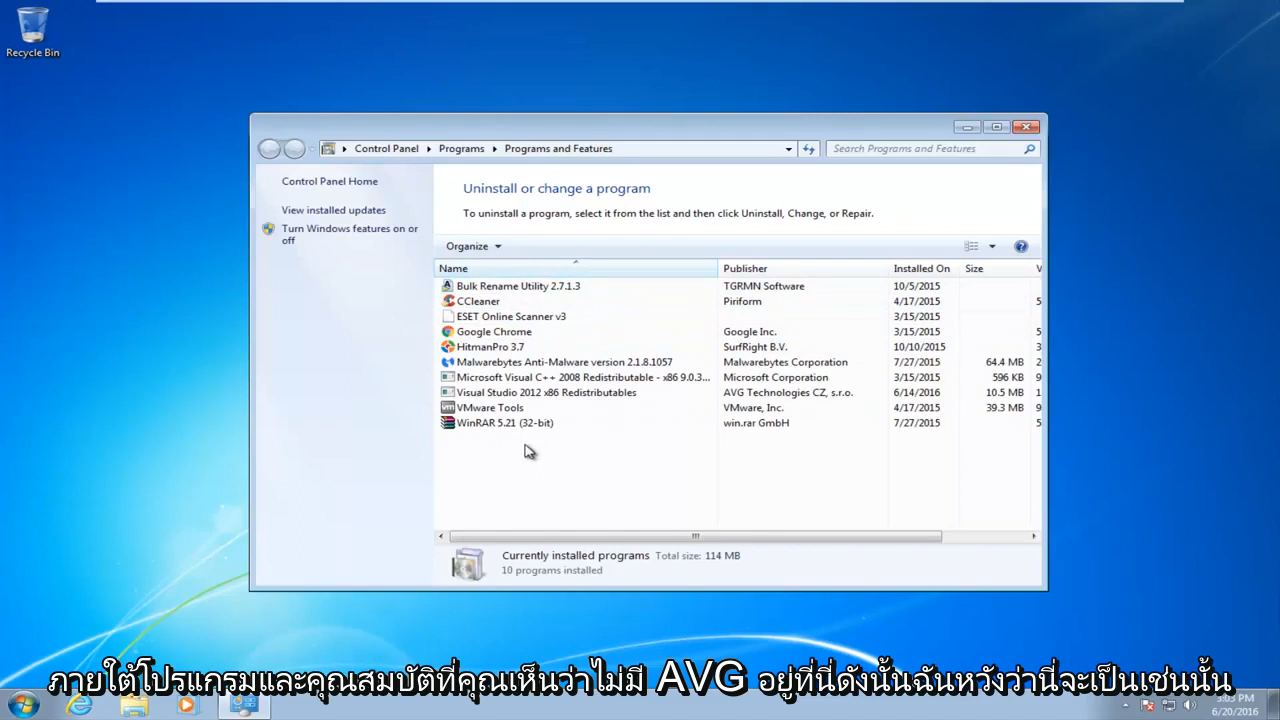 Recycle Bin
Control Panel Programs Programs and Features
Search Programs and Features
Control Panel Home
View installed updates
Turn Windows features on or
off
Uninstall or change a program
To uninstall a program, select it from the list and then click Uninstall, Change, or Repair.
Organize
Name Publisher Installed On Size V
Bulk Rename Utility 2.7.1.3 TGRMN Software 10/5/2015
CCleaner Piriform 4/17/2015 5
ESET Online Scanner v3 3/15/2015
Google Chrome Google Inc. 3/15/2015 5
HitmanPro 3.7 SurfRight B.V. 10/10/2015 3
Malwarebytes Anti-Malware version 2.1.8.1057 Malwarebytes Corporation 7/27/2015 64.4 MB 2
Microsoft Visual C++ 2008 Redistributable - x86 9.0.3... Microsoft Corporation 3/15/2015 596 KB 9
Visual Studio 2012 x86 Redistributables AVG Technologies CZ, s.r.o. 6/14/2016 10.5 MB 1
VMware Tools VMware, Inc. 4/17/2015 39.3 MB 9
WinRAR 5.21 (32-bit) win.rar GmbH 7/27/2015 5
Currently installed programs Total size: 114 MB
10 programs installed
ภายใต้โปรแกรมและคุณสมบัติที่คุณเห็นว่าไม่มี AVG อยู่ที่นี่ดังนั้นฉันหวังว่านี่จะเป็นเช่นนั้น
3:03 PM
6/20/2016